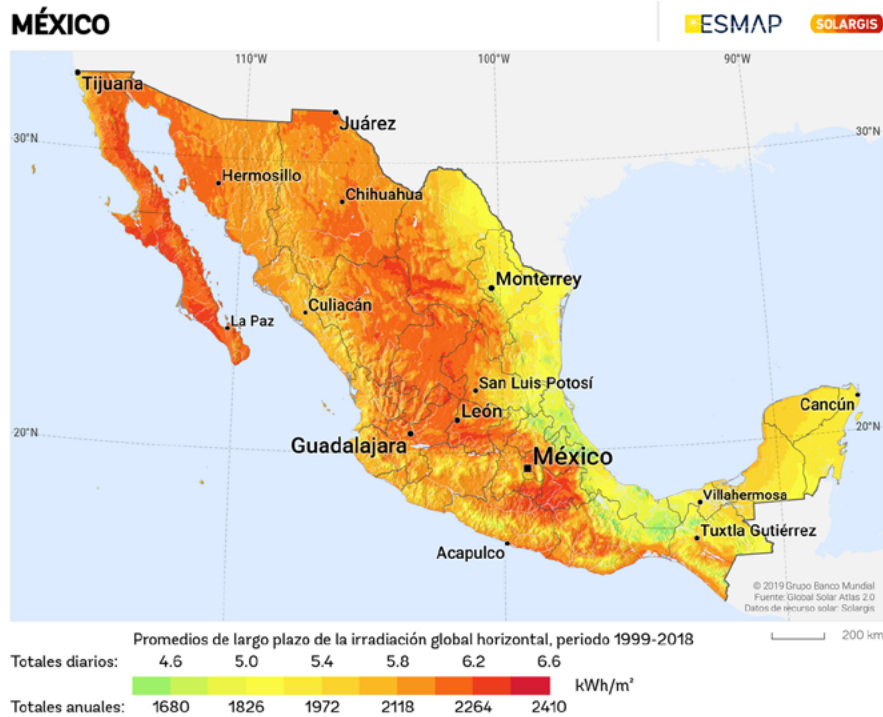 MÉXICO
ESMAP
SOLARGIS
110°W
100°W
90°W
Tijuana
Juárez
30°N
30°N
Hermosillo
Chihuahua
Monterrey
Culiacán
La Paz
San Luis Potosí
Cancún
León
20°N
20°N
Guadalajara
México
Villahermosa
Tuxtla Gutiérrez
Acapulco
© 2019 Grupo Banco Mundial
Fuente: Global Solar Atlas 2.0
Datos de recurso solar: Solargis
Promedios de largo plazo de la irradiación global horizontal, periodo 1999-2018
200 km
Totales diarios: 4.6 5.0 5.4 5.8 6.2 6.6
kWh/m²
Totales anuales: 1680 1826 1972 2118 2264 2410